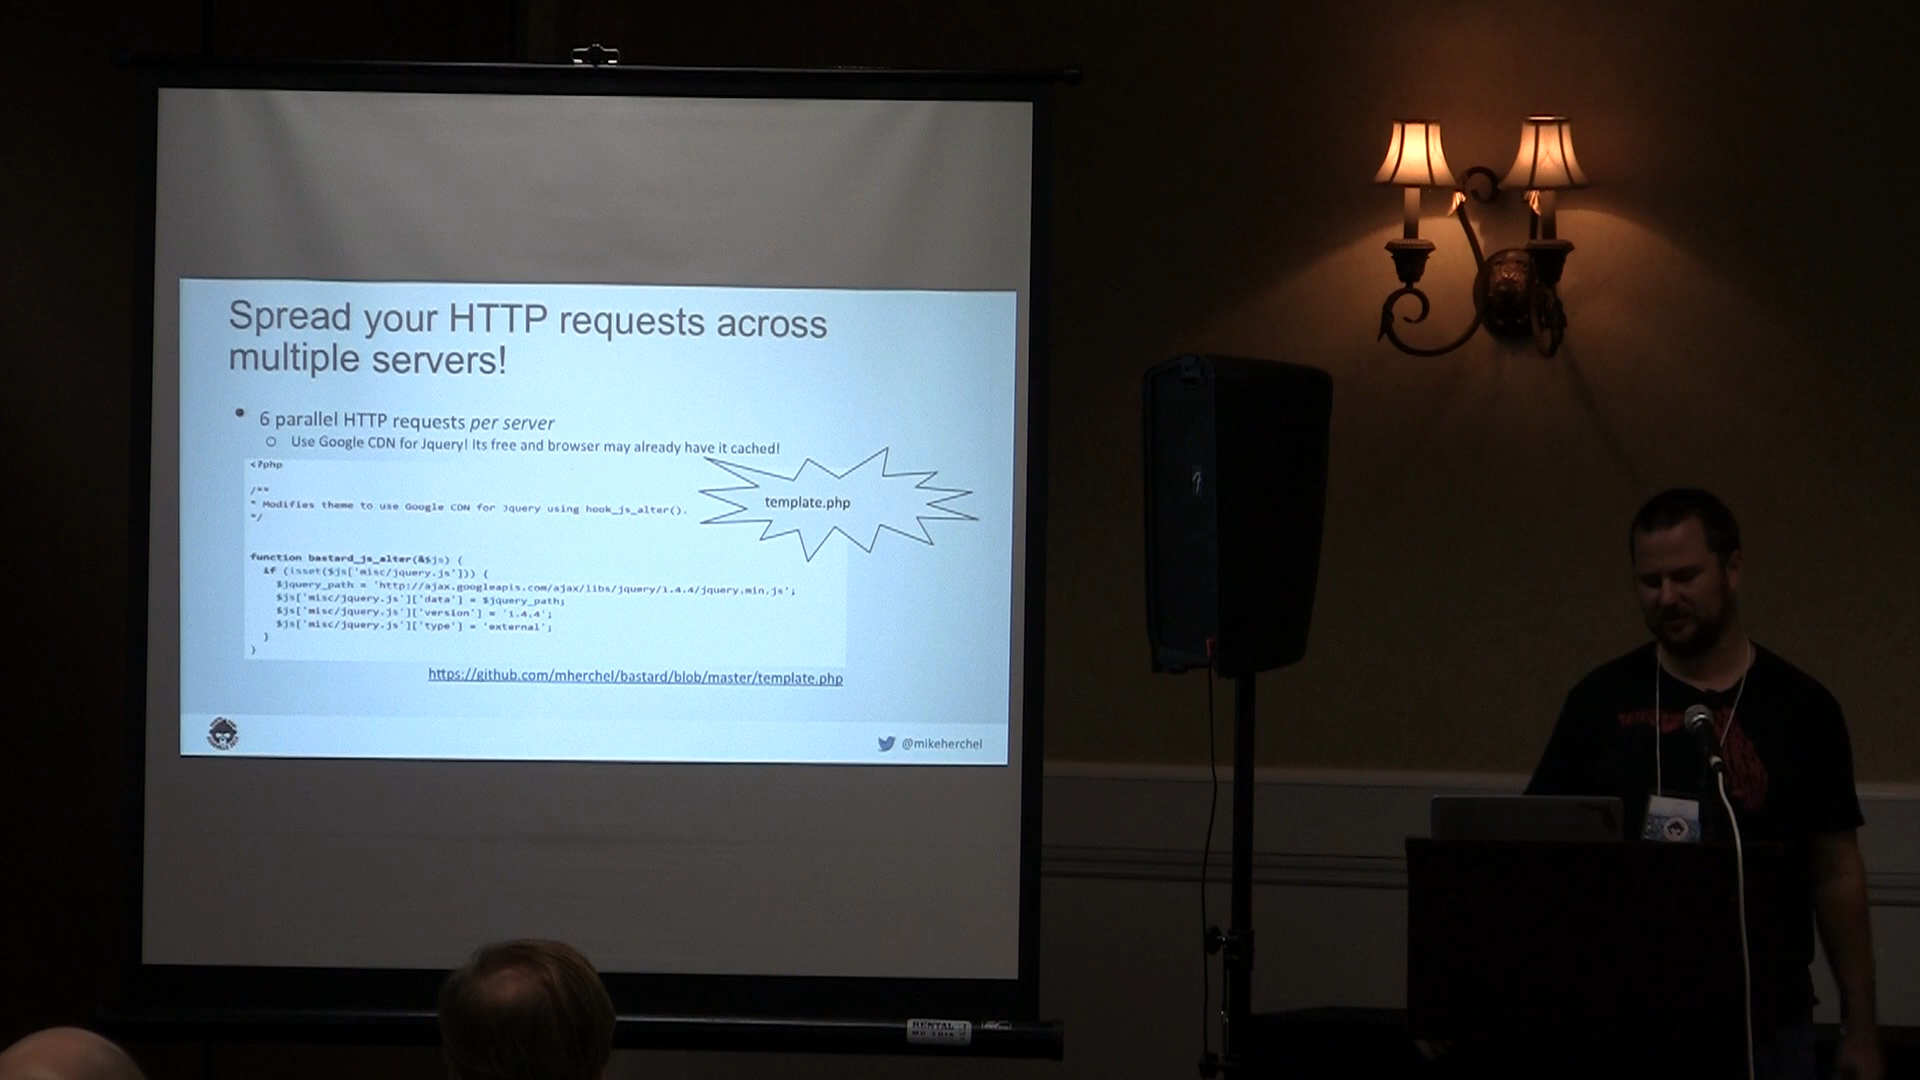 Spread your HTTP requests across
multiple servers!
6 parallel HTTP requests per server
Use Google CDN for Jquery! Its free and browser may already have it cached!
<?php
/**
* Modifies theme to use Google CDN for Jquery using hook_js_alter().
*/
template.php
function bastard_js_alter(&$js) {
if (isset($js['misc/jquery.js'])) {
$jquery_path = 'http://ajax.googleapis.com/ajax/libs/jquery/1.4.4/jquery.min.js';
$js['misc/jquery.js']['data'] = $jquery_path;
$js['misc/jquery.js']['version'] = '1.4.4';
$js['misc/jquery.js']['type'] = 'external';
}
}
https://github.com/mherchel/bastard/blob/master/template.php
@mikeherchel
RENTAL